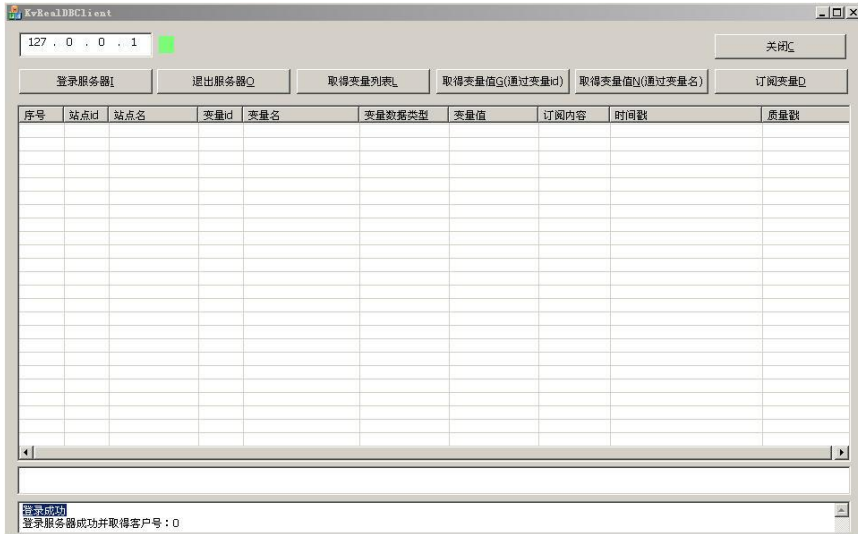 KvRealDBClient
127 . 0 . 0 . 1
关闭C
登录服务器I 退出服务器O 取得变量列表L 取得变量值G(通过变量id) 取得变量值N(通过变量名) 订阅变量D
序号 站点id 站点名 变量id 变量名 变量数据类型 变量值 订阅内容 时间戳 质量戳
登录成功
登录服务器成功并取得客户号：0